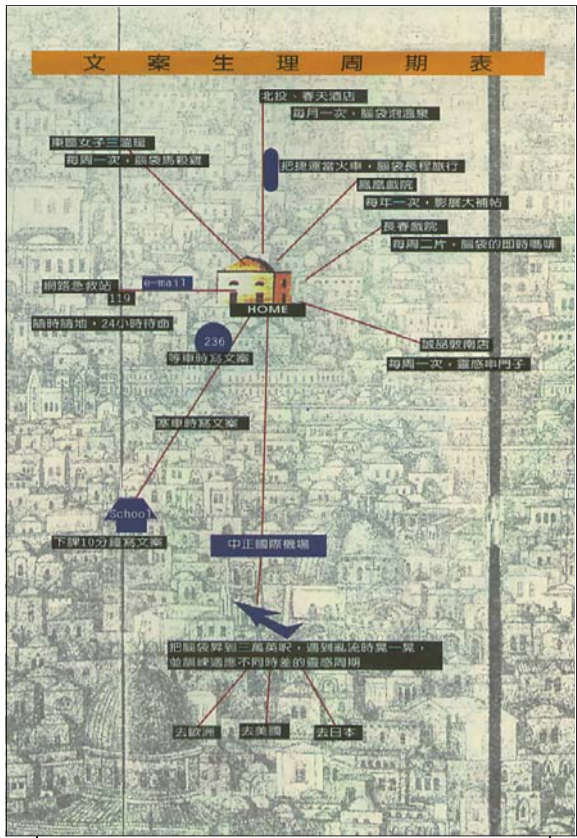 文案生理周期表
北投、春天酒店
每月一次，腦袋泡溫泉
東區女子三溫暖
每周一次，腦袋馬殺雞
把捷運當火車，腦袋長程旅行
鳳凰戲院
每年一次，影展大補帖
長春戲院
每周二片，腦袋的即時嗎啡
網路急救站
119
e-mail
隨時隨地，24小時待命
HOME
236
等車時寫文案
誠品敦南店
每周一次，靈感串門子
塞車時寫文案
School
下課10分鐘寫文案
中正國際機場
把腦袋昇到三萬英呎，遇到亂流時晃一晃，
並訓練適應不同時差的靈感周期
去歐洲
去美國
去日本